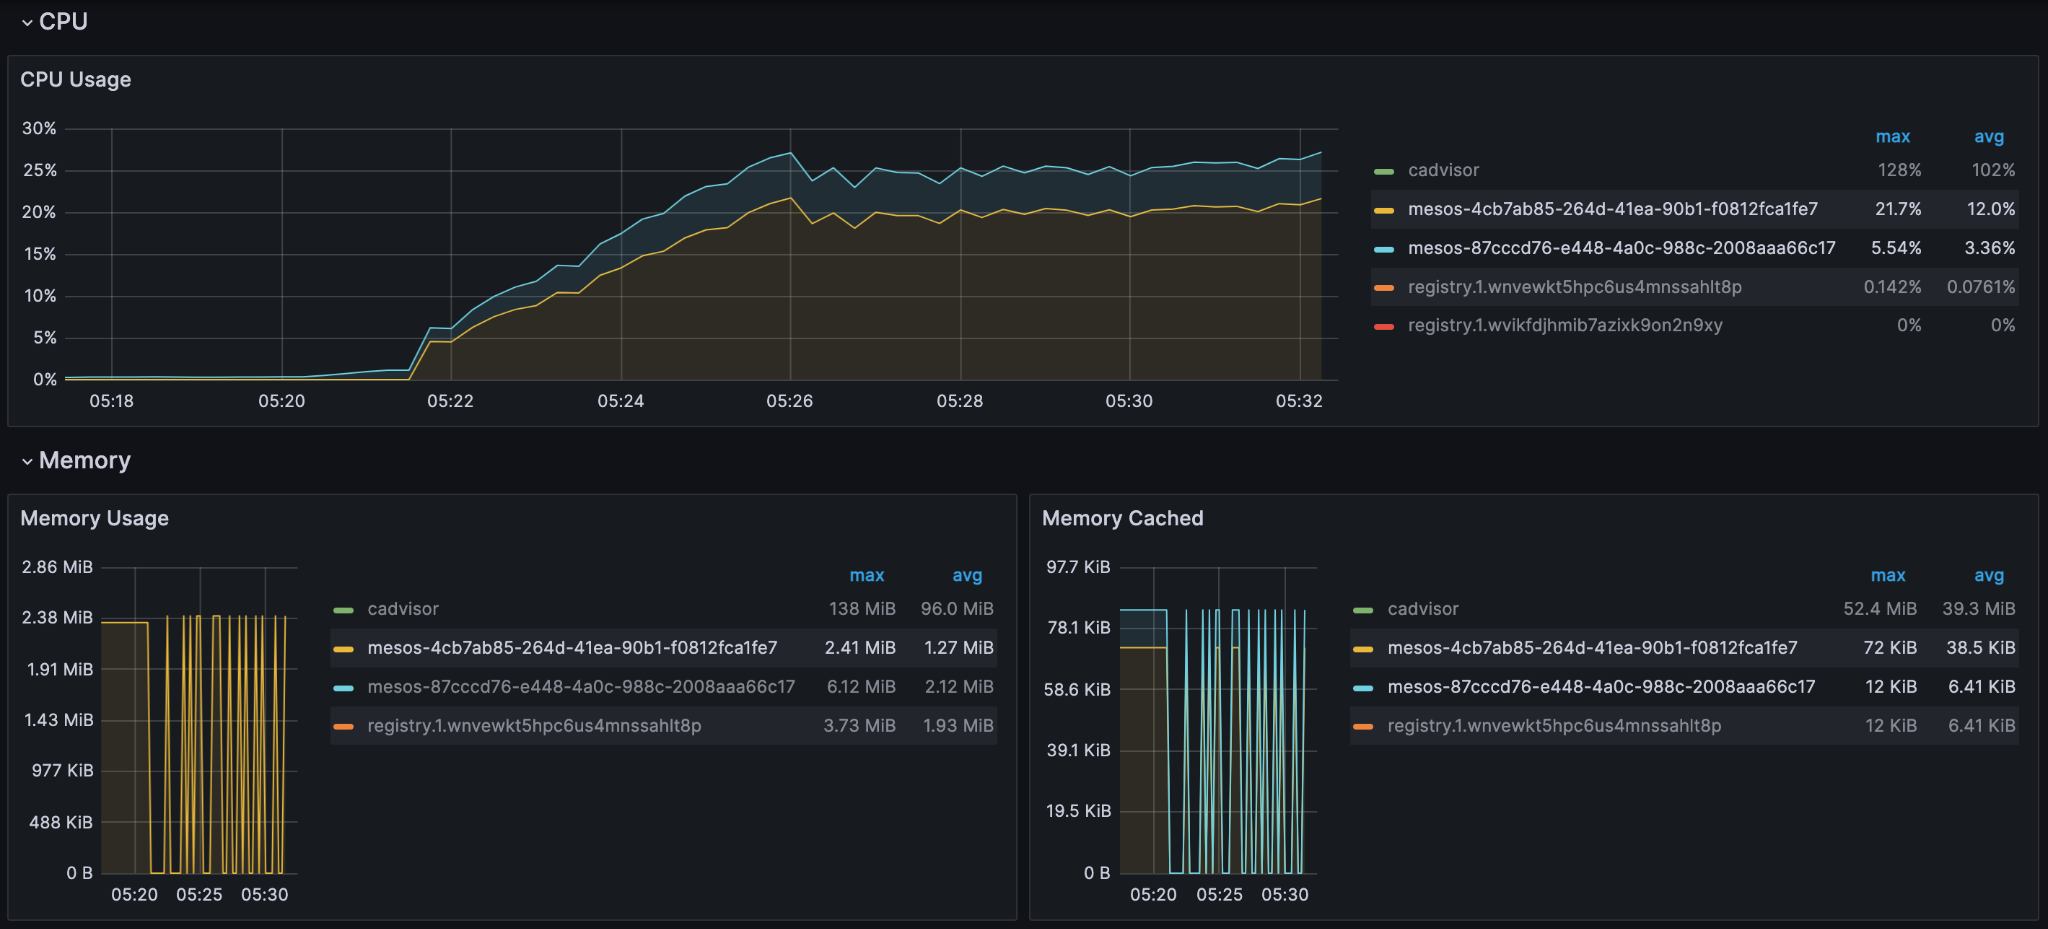 CPU
CPU Usage
30%
25%
20%
15%
10%
5%
0%
05:18 05:20 05:22 05:24 05:26 05:28 05:30 05:32
max avg
cadvisor 128% 102%
mesos-4cb7ab85-264d-41ea-90b1-f0812fca1fe7 21.7% 12.0%
mesos-87cccd76-e448-4a0c-988c-2008aaa66c17 5.54% 3.36%
registry.1.wnvewkt5hpc6us4mnssahlt8p 0.142% 0.0761%
registry.1.wvikfdjhmib7azixk9on2n9xy 0% 0%
Memory
Memory Usage
2.86 MiB
2.38 MiB
1.91 MiB
1.43 MiB
977 KiB
488 KiB
0 B
05:20 05:25 05:30
max avg
cadvisor 138 MiB 96.0 MiB
mesos-4cb7ab85-264d-41ea-90b1-f0812fca1fe7 2.41 MiB 1.27 MiB
mesos-87cccd76-e448-4a0c-988c-2008aaa66c17 6.12 MiB 2.12 MiB
registry.1.wnvewkt5hpc6us4mnssahlt8p 3.73 MiB 1.93 MiB
Memory Cached
97.7 KiB
78.1 KiB
58.6 KiB
39.1 KiB
19.5 KiB
0 B
05:20 05:25 05:30
max avg
cadvisor 52.4 MiB 39.3 MiB
mesos-4cb7ab85-264d-41ea-90b1-f0812fca1fe7 72 KiB 38.5 KiB
mesos-87cccd76-e448-4a0c-988c-2008aaa66c17 12 KiB 6.41 KiB
registry.1.wnvewkt5hpc6us4mnssahlt8p 12 KiB 6.41 KiB